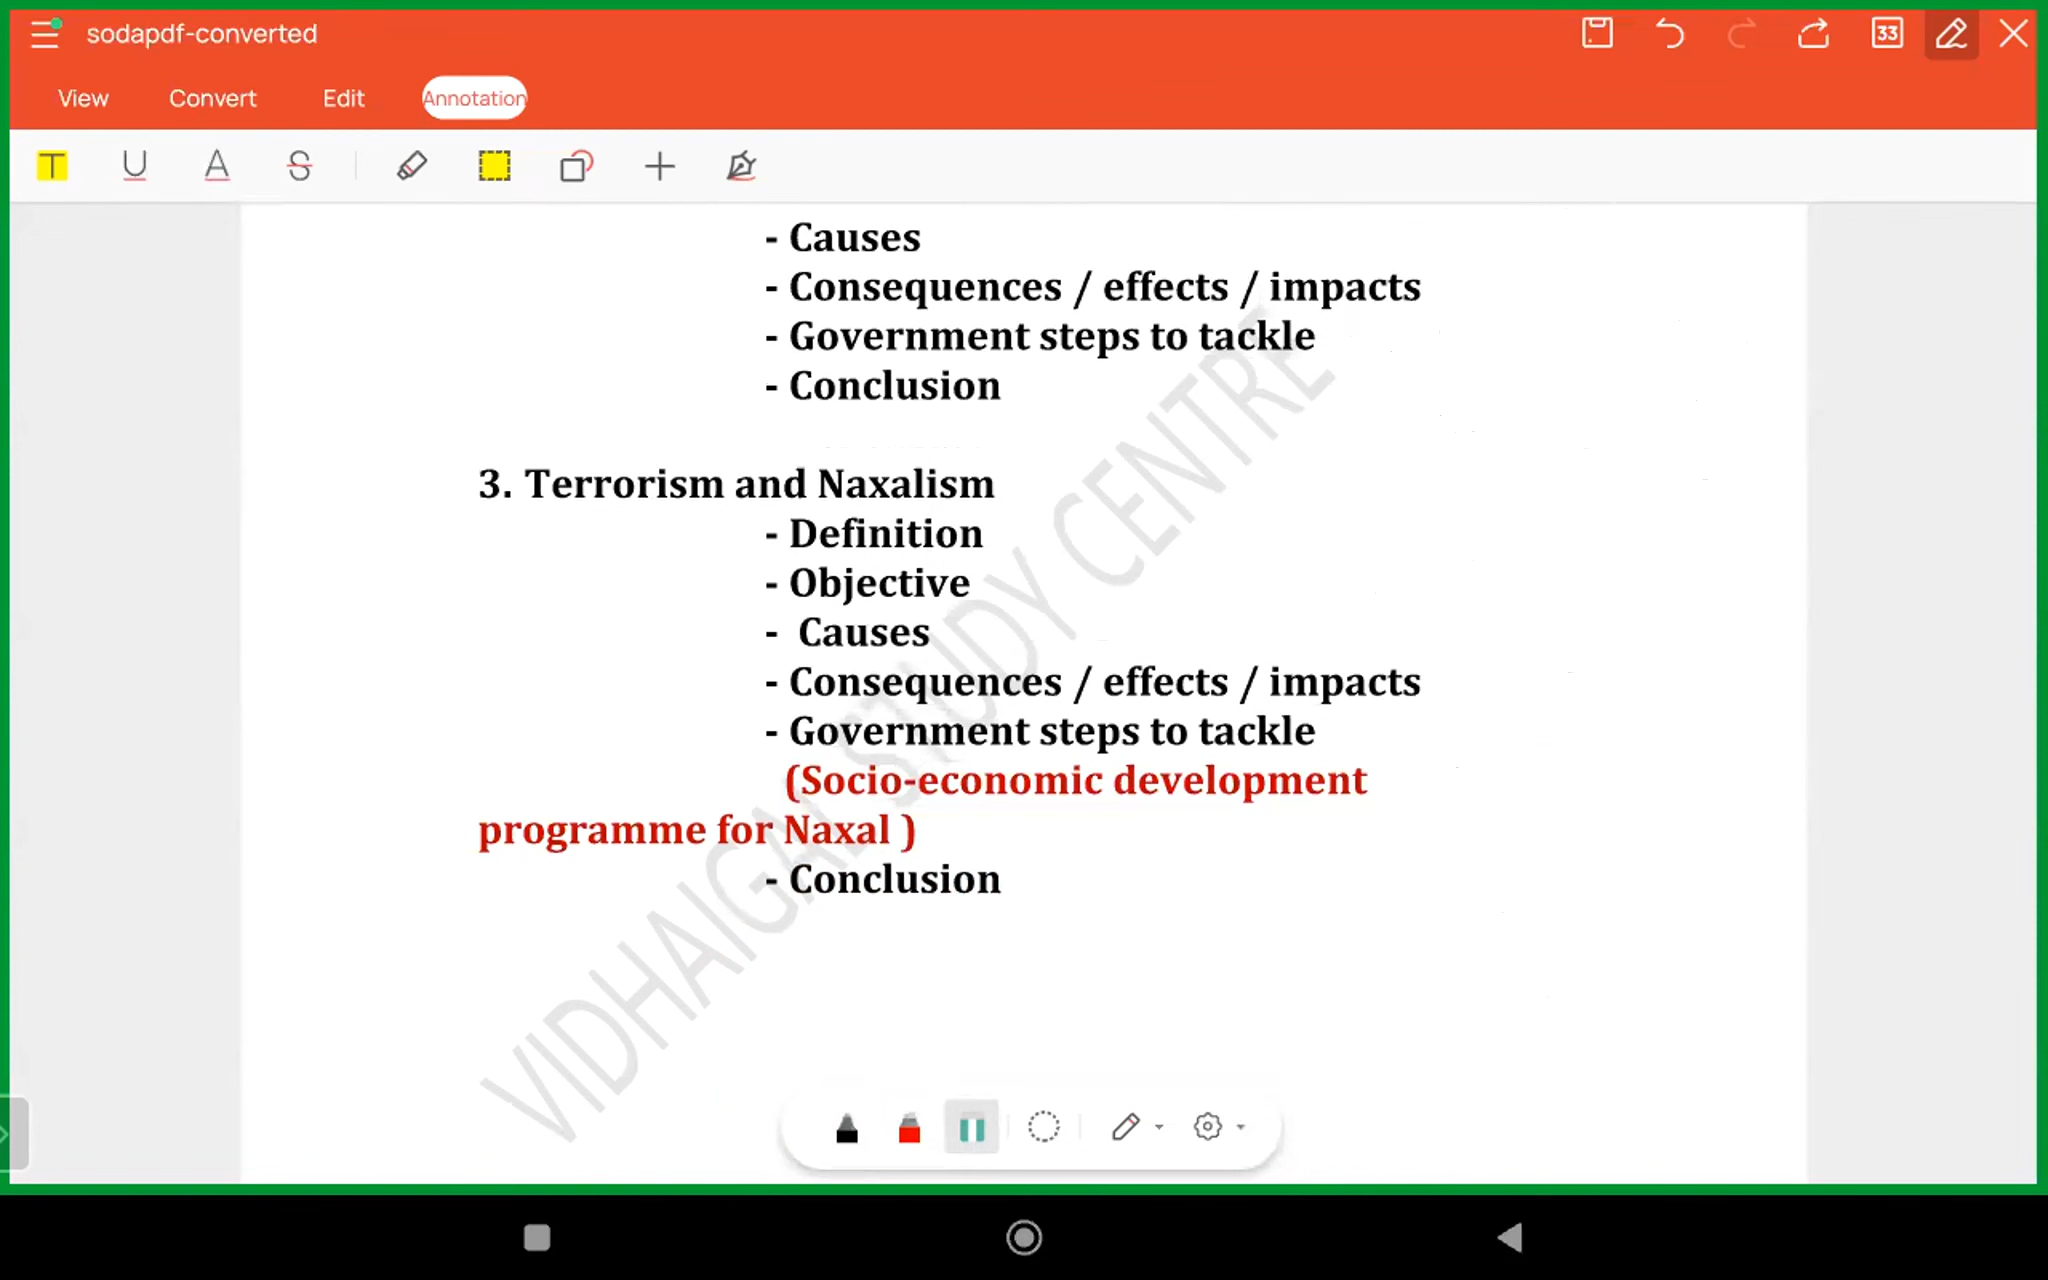 sodapdf-converted
33
View Convert Edit Annotation
T U A S
- Causes
- Consequences / effects / impacts
- Government steps to tackle
- Conclusion
3. Terrorism and Naxalism
- Definition
- Objective
- Causes
- Consequences / effects / impacts
- Government steps to tackle
(Socio-economic development
programme for Naxal )
- Conclusion
VIDHAIGAL STUDY CENTRE